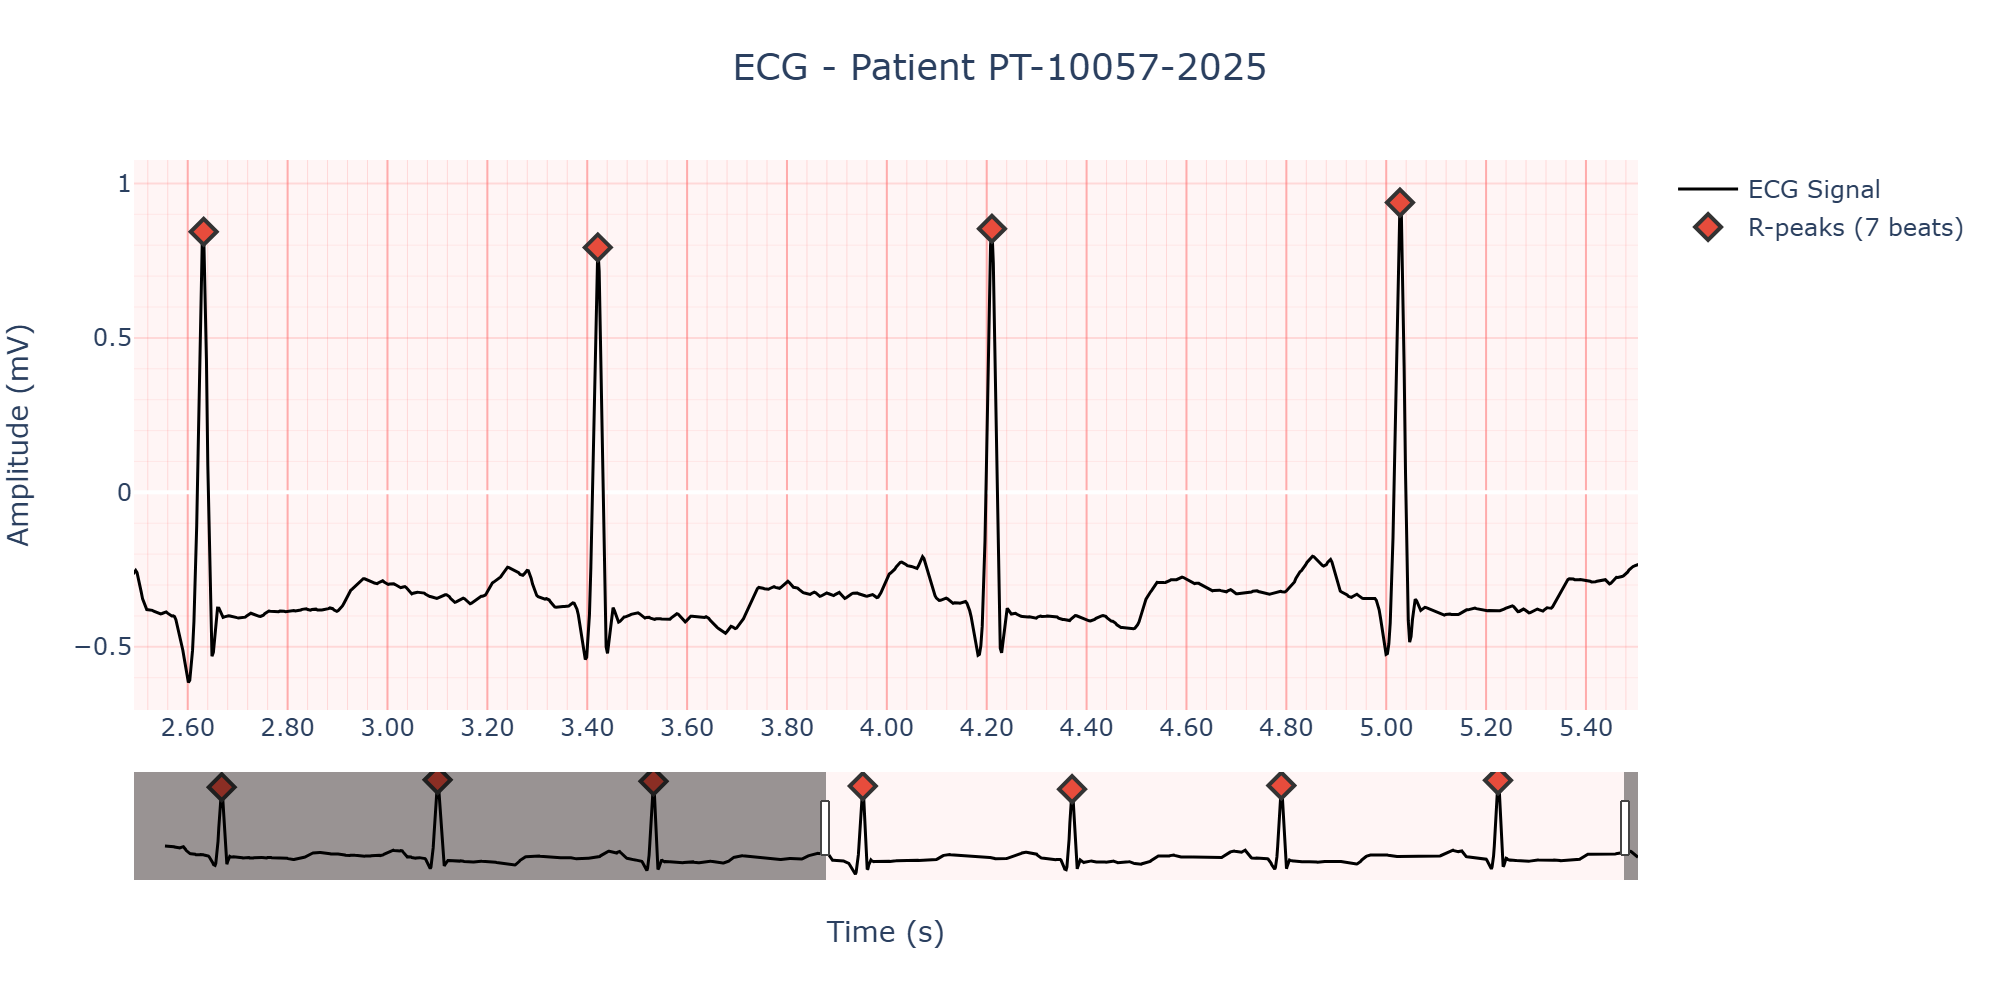 ECG - Patient PT-10057-2025
ECG Signal
R-peaks (7 beats)
Amplitude (mV)
1
0.5
0
−0.5
2.60 2.80 3.00 3.20 3.40 3.60 3.80 4.00 4.20 4.40 4.60 4.80 5.00 5.20 5.40
Time (s)